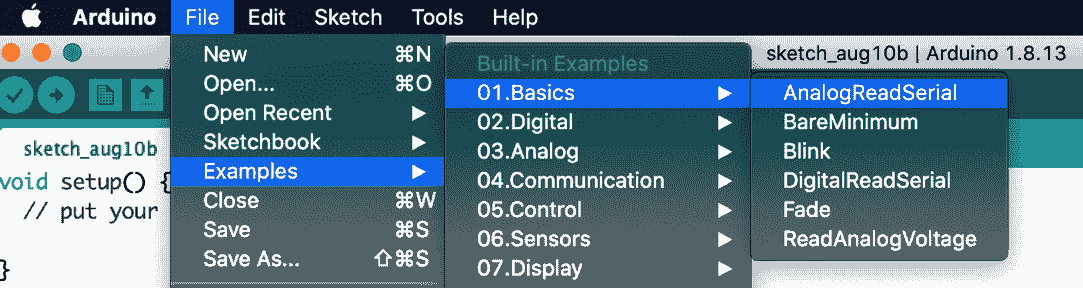 Arduino File Edit Sketch Tools Help
sketch_aug10b | Arduino 1.8.13
New ⌘N
Open... ⌘O
Open Recent ▶
Sketchbook ▶
Examples ▶
Close ⌘W
Save ⌘S
Save As... ⇧⌘S
Built-in Examples
01.Basics ▶
02.Digital ▶
03.Analog ▶
04.Communication ▶
05.Control ▶
06.Sensors ▶
07.Display ▶
AnalogReadSerial
BareMinimum
Blink
DigitalReadSerial
Fade
ReadAnalogVoltage
sketch_aug10b
void setup() {
// put your
}